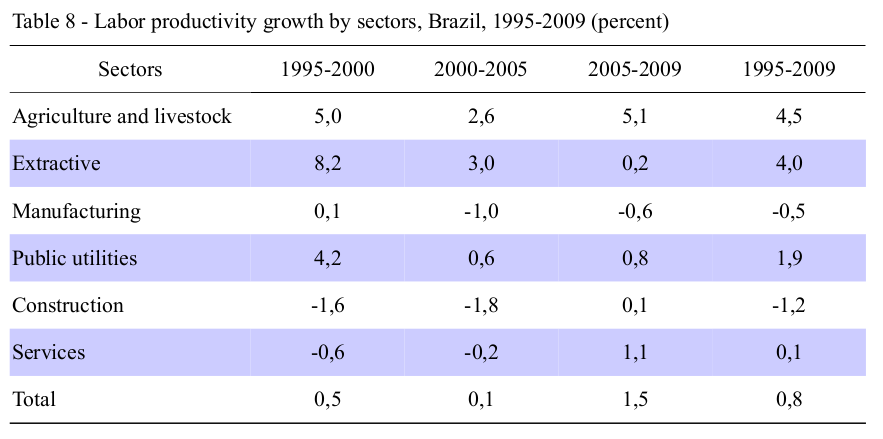 Table 8 - Labor productivity growth by sectors, Brazil, 1995-2009 (percent)
Sectors 1995-2000 2000-2005 2005-2009 1995-2009
Agriculture and livestock 5,0 2,6 5,1 4,5
Extractive 8,2 3,0 0,2 4,0
Manufacturing 0,1 -1,0 -0,6 -0,5
Public utilities 4,2 0,6 0,8 1,9
Construction -1,6 -1,8 0,1 -1,2
Services -0,6 -0,2 1,1 0,1
Total 0,5 0,1 1,5 0,8